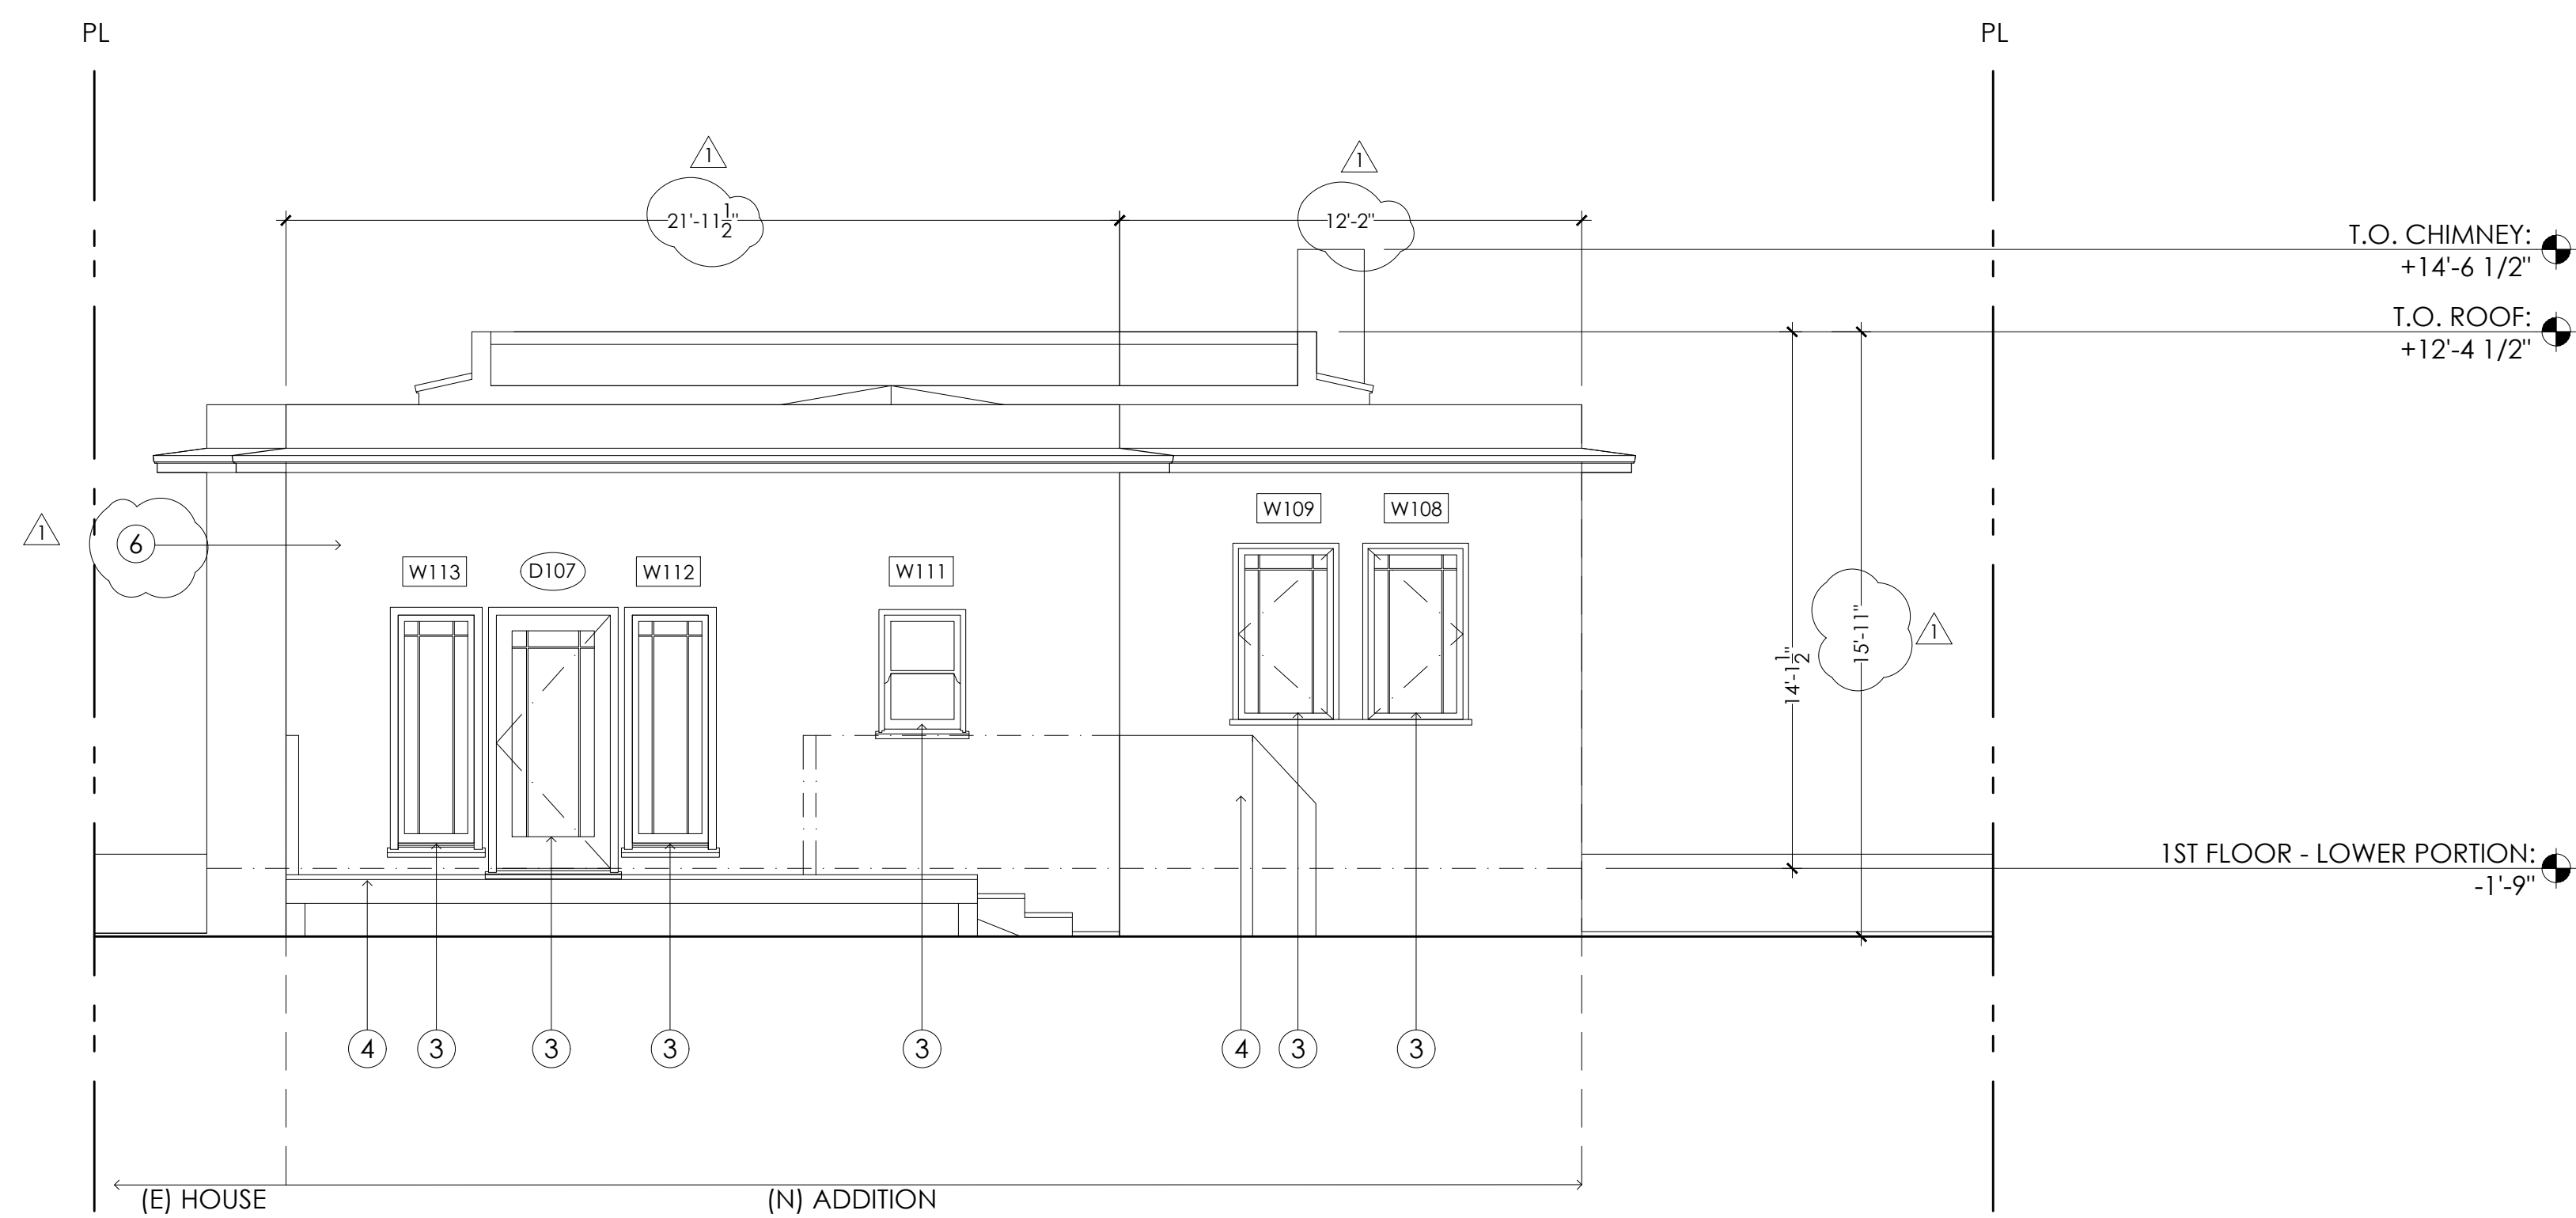 PL
PL
1
1
21'-11 1/2"
12'-2"
T.O. CHIMNEY:
+14'-6 1/2"
T.O. ROOF:
+12'-4 1/2"
W109
W108
1
6
W113
D107
W112
W111
14'-1 1/2"
15'-11"
1
1ST FLOOR - LOWER PORTION:
-1'-9"
4
3
3
3
3
4
3
3
(E) HOUSE
(N) ADDITION